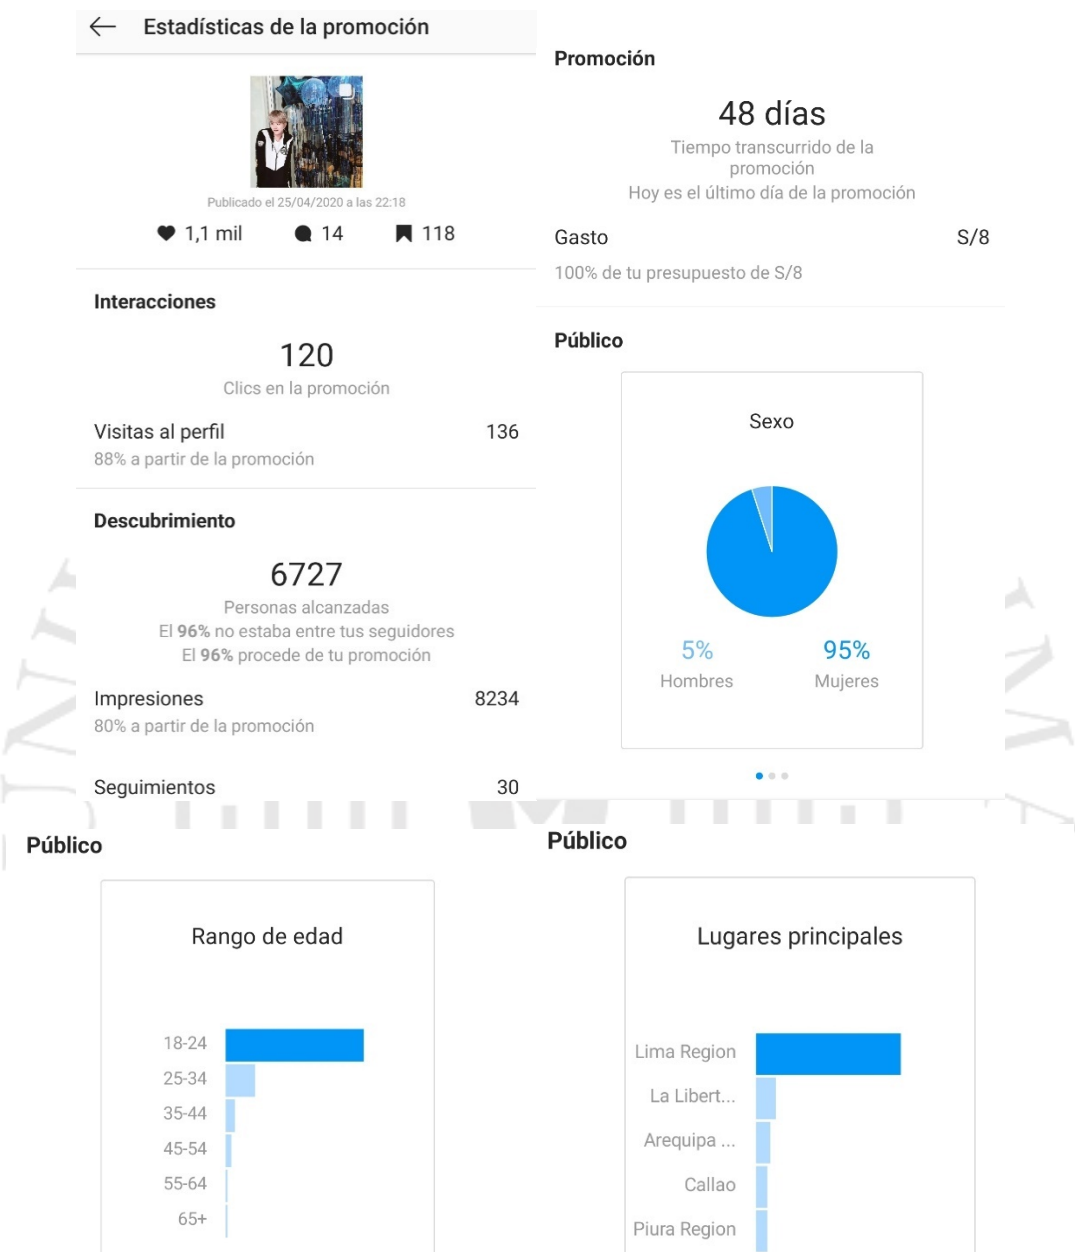 Estadísticas de la promoción
Publicado el 25/04/2020 a las 22:18
1,1 mil 14 118
Interacciones
120
Clics en la promoción
Visitas al perfil 136
88% a partir de la promoción
Descubrimiento
6727
Personas alcanzadas
El 96% no estaba entre tus seguidores
El 96% procede de tu promoción
Impresiones 8234
80% a partir de la promoción
Seguimientos 30
Promoción
48 días
Tiempo transcurrido de la
promoción
Hoy es el último día de la promoción
Gasto S/8
100% de tu presupuesto de S/8
Público
Sexo
5% 95%
Hombres Mujeres
Público
Rango de edad
18-24
25-34
35-44
45-54
55-64
65+
Público
Lugares principales
Lima Region
La Libert...
Arequipa ...
Callao
Piura Region